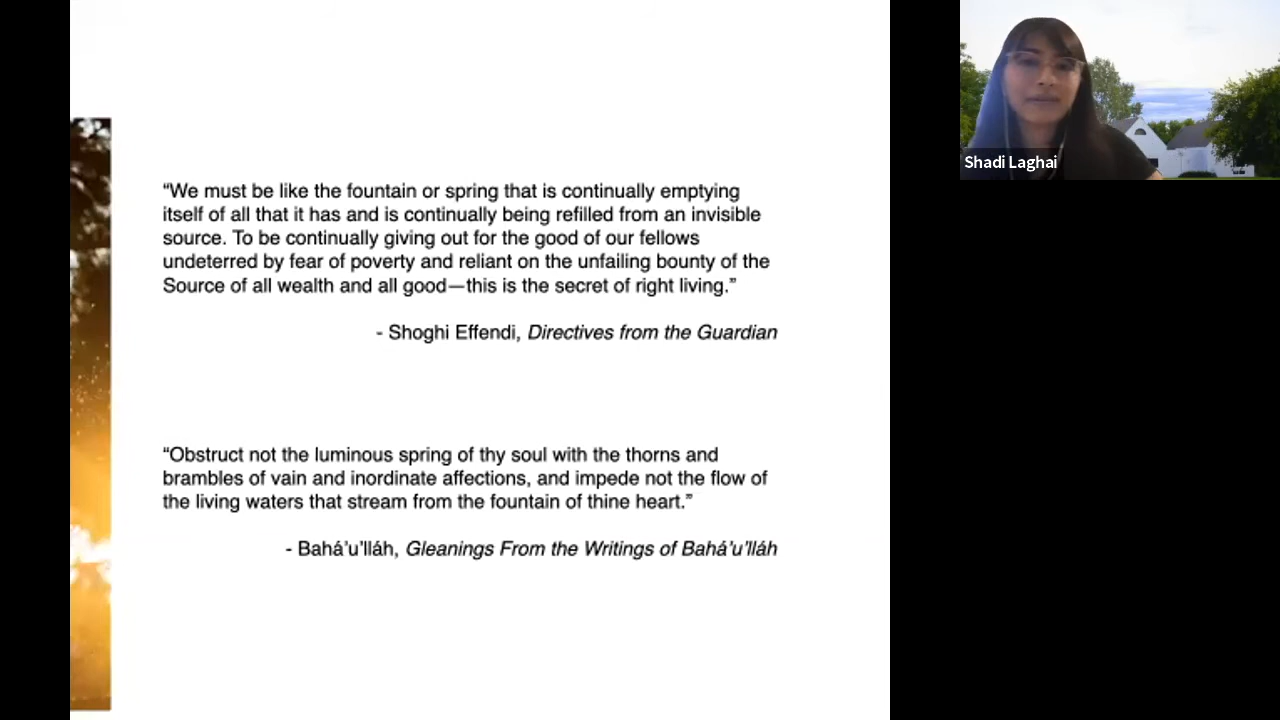 “We must be like the fountain or spring that is continually emptying
itself of all that it has and is continually being refilled from an invisible
source. To be continually giving out for the good of our fellows
undeterred by fear of poverty and reliant on the unfailing bounty of the
Source of all wealth and all good—this is the secret of right living.”
- Shoghi Effendi, Directives from the Guardian
“Obstruct not the luminous spring of thy soul with the thorns and
brambles of vain and inordinate affections, and impede not the flow of
the living waters that stream from the fountain of thine heart.”
- Bahá’u’lláh, Gleanings From the Writings of Bahá’u’lláh
Shadi Laghai